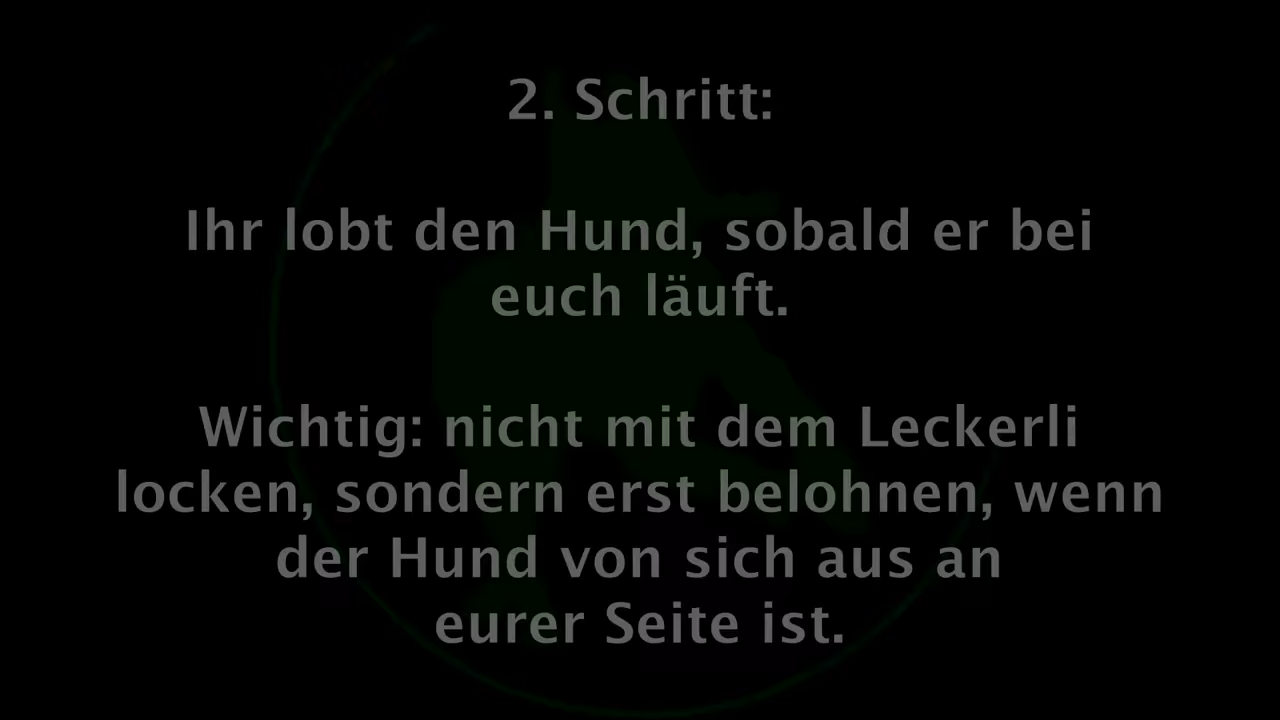 2. Schritt:
Ihr lobt den Hund, sobald er bei
euch läuft.
Wichtig: nicht mit dem Leckerli
locken, sondern erst belohnen, wenn
der Hund von sich aus an
eurer Seite ist.